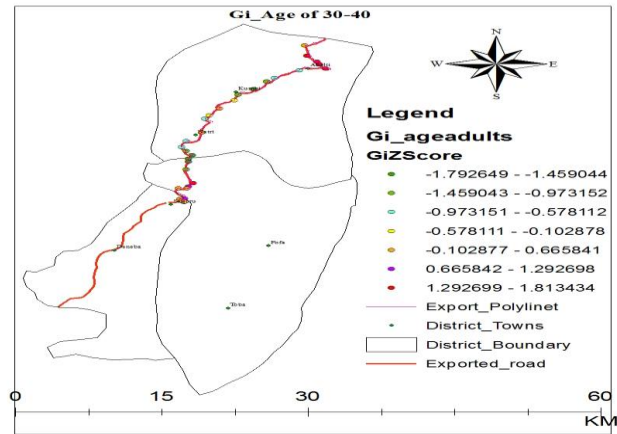 Gi_Age of 30-40
N
W
E
S
Legend
Gi_ageadults
GiZScore
-1.792649 - -1.459044
-1.459043 - -0.973152
-0.973151 - -0.578112
-0.578111 - -0.102878
-0.102877 - 0.665841
0.665842 - 1.292698
1.292699 - 1.813434
Export_Polylinet
District_Towns
District_Boundary
Exported_road
0 15 30 60
KM